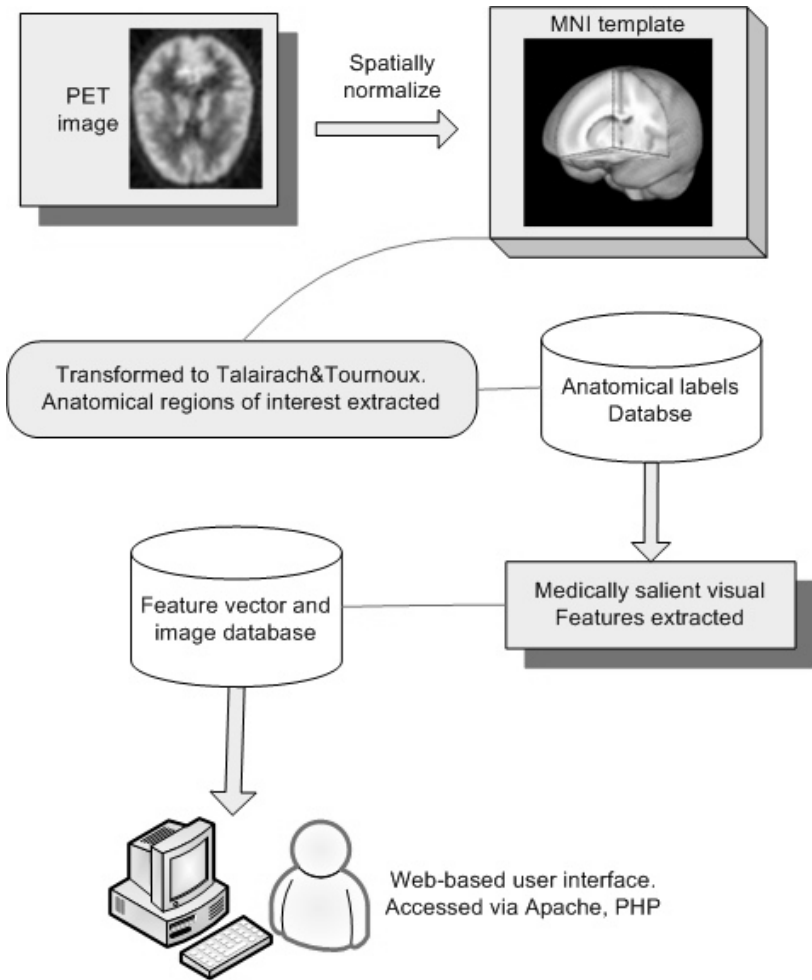 PET
image
Spatially
normalize
MNI template
Transformed to Talairach&Tournoux.
Anatomical regions of interest extracted
Anatomical labels
Databse
Medically salient visual
Features extracted
Feature vector and
image database
Web-based user interface.
Accessed via Apache, PHP